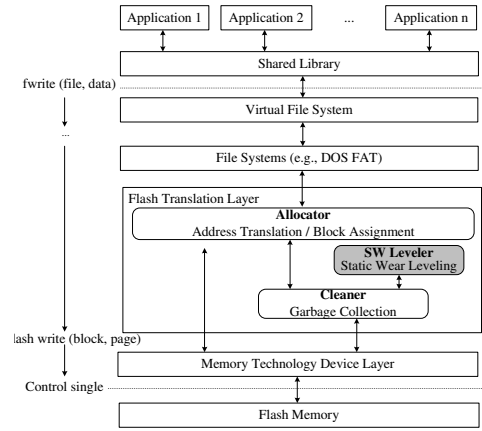 Application 1
Application 2
...
Application n
Shared Library
fwrite (file, data)
Virtual File System
...
File Systems (e.g., DOS FAT)
Flash Translation Layer
Allocator
Address Translation / Block Assignment
SW Leveler
Static Wear Leveling
Cleaner
Garbage Collection
lash write (block, page)
Memory Technology Device Layer
Control single
Flash Memory